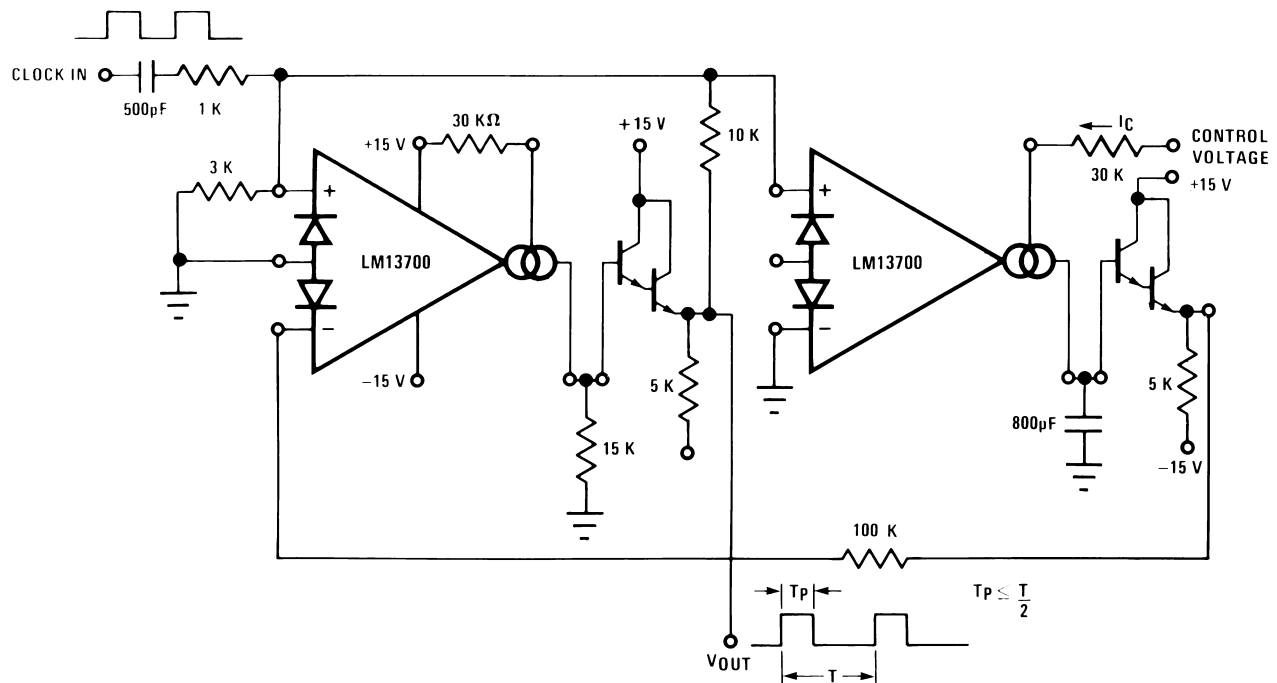 CLOCK IN
500pF
1 K
3 K
+15 V
30 KΩ
+15 V
10 K
+
LM13700
−
−15 V
15 K
5 K
+
LM13700
−
IC
30 K
CONTROL
VOLTAGE
+15 V
800pF
5 K
−15 V
100 K
TP
TP ≤ T/2
VOUT
T